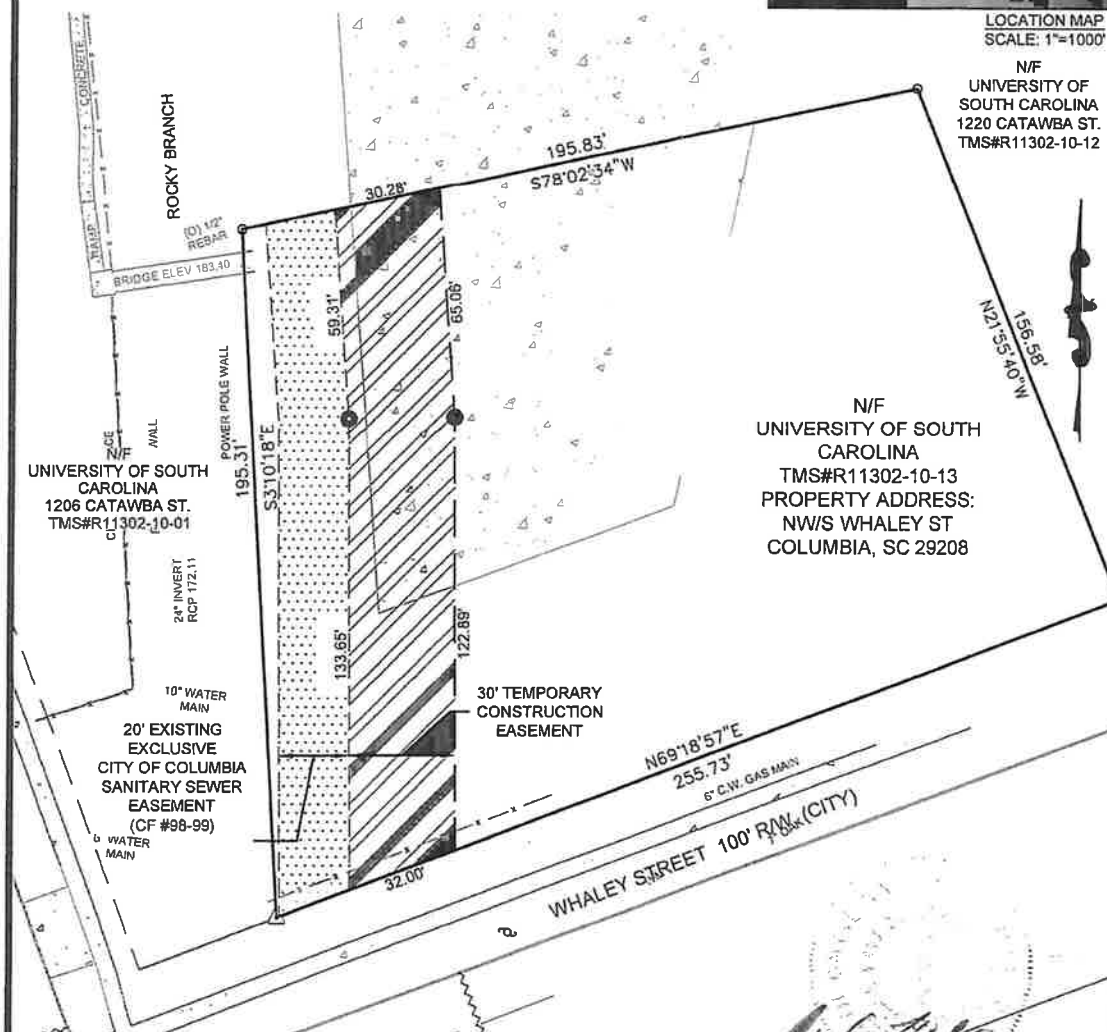 LOCATION MAP
SCALE: 1"=1000'
N/F
UNIVERSITY OF
SOUTH CAROLINA
1220 CATAWBA ST.
TMS#R11302-10-12
CONCRETE
RAMP
ROCKY BRANCH
(O) 1/2"
REBAR
BRIDGE ELEV 183.40
30.28'
195.83'
S78°02'34"W
59.31'
65.06'
156.58'
N21°55'40"W
POWER POLE WALL
195.31'
S3°10'18"E
WALL
N/F
UNIVERSITY OF SOUTH
CAROLINA
1206 CATAWBA ST.
TMS#R11302-10-01
24" INVERT
RCP 172.11
N/F
UNIVERSITY OF SOUTH
CAROLINA
TMS#R11302-10-13
PROPERTY ADDRESS:
NW/S WHALEY ST
COLUMBIA, SC 29208
133.65'
122.89'
10" WATER
MAIN
20' EXISTING
EXCLUSIVE
CITY OF COLUMBIA
SANITARY SEWER
EASEMENT
(CF #98-99)
WATER
MAIN
30' TEMPORARY
CONSTRUCTION
EASEMENT
N69°18'57"E
255.73'
6" C.W. GAS MAIN
32.00'
WHALEY STREET 100' R/W (CITY)
OAK